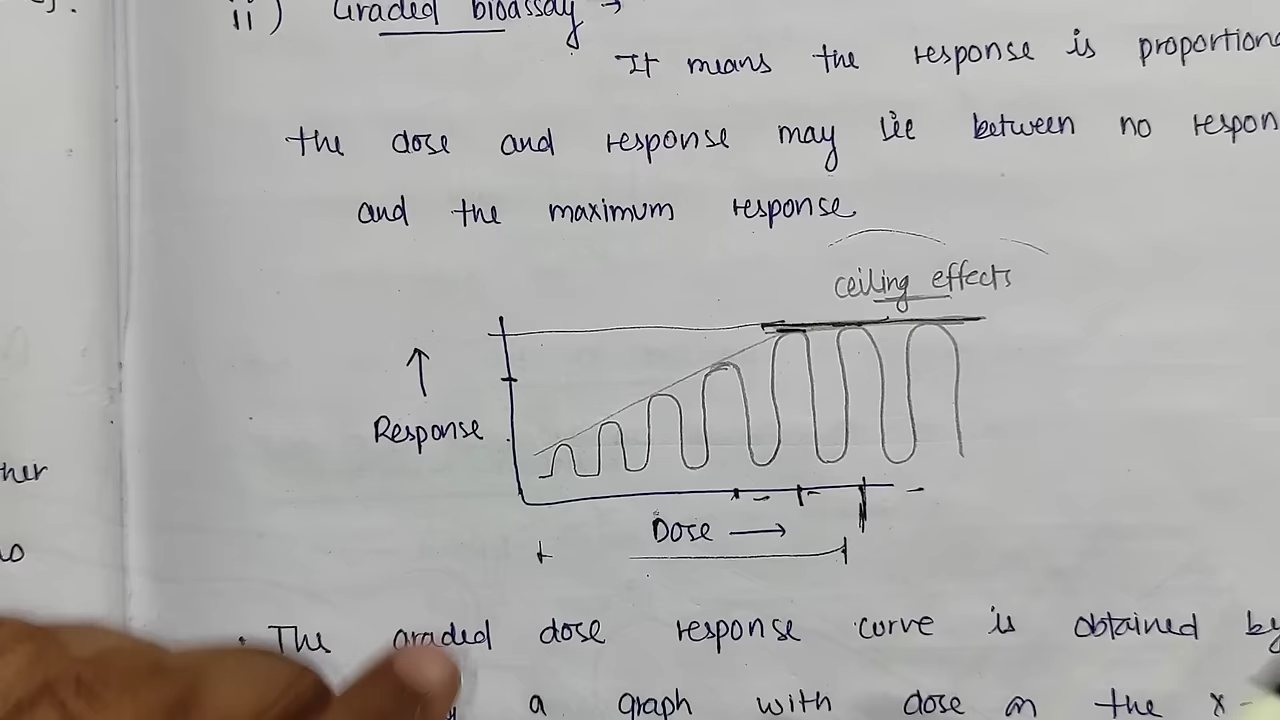 ii) Graded bioassay →
It means the response is proportiona
the dose and response may lie between no respon
and the maximum response
ceiling effects
Response
Dose →
her
The graded dose response curve is obtained by
a graph with dose on the x-